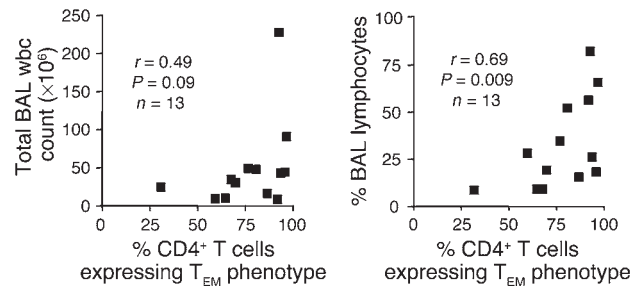 Total BAL wbc
count (×10⁶)
250
200
150
100
50
0
r = 0.49
P = 0.09
n = 13
0 25 50 75 100
% CD4⁺ T cells
expressing T_EM phenotype
% BAL lymphocytes
100
75
50
25
0
r = 0.69
P = 0.009
n = 13
0 25 50 75 100
% CD4⁺ T cells
expressing T_EM phenotype